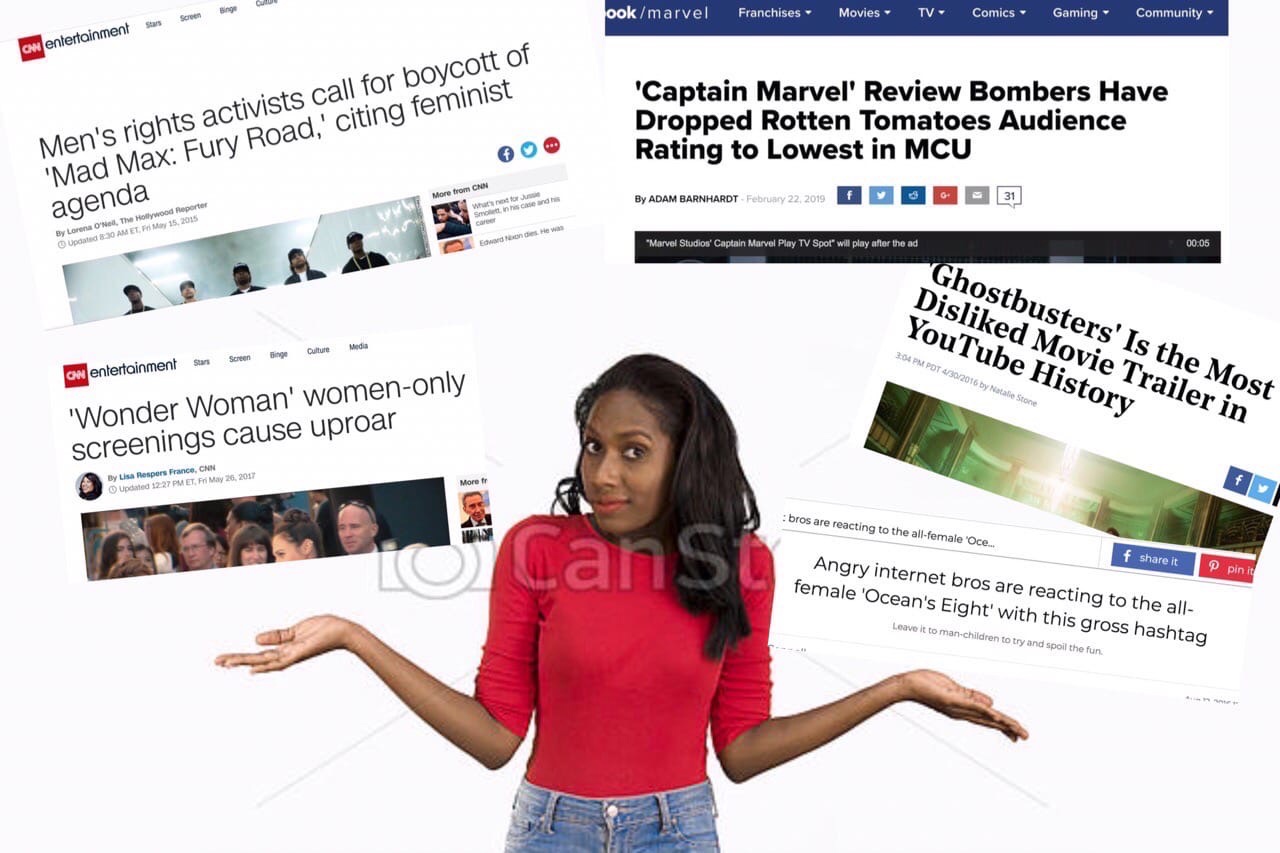 CNN entertainment Stars Screen Binge Culture
Men's rights activists call for boycott of
'Mad Max: Fury Road,' citing feminist
agenda
By Lorena O'Neil, The Hollywood Reporter
Updated 8:30 AM ET, Fri May 15, 2015
More from CNN
What's next for Jussie
Smollett, in his case and his
career
Edward Nixon dies. He was
ook/marvel Franchises Movies TV Comics Gaming Community
'Captain Marvel' Review Bombers Have
Dropped Rotten Tomatoes Audience
Rating to Lowest in MCU
By ADAM BARNHARDT - February 22, 2019
31
"Marvel Studios' Captain Marvel Play TV Spot" will play after the ad 00:05
'Ghostbusters' Is the Most
Disliked Movie Trailer in
YouTube History
3:04 PM PDT 4/30/2016 by Natalie Stone
CNN entertainment Stars Screen Binge Culture Media
'Wonder Woman' women-only
screenings cause uproar
By Lisa Respers France, CNN
Updated 12:27 PM ET, Fri May 26, 2017
More fr
CanSt
: bros are reacting to the all-female 'Oce...
share it
pin it
Angry internet bros are reacting to the all-
female 'Ocean's Eight' with this gross hashtag
Leave it to man-children to try and spoil the fun.